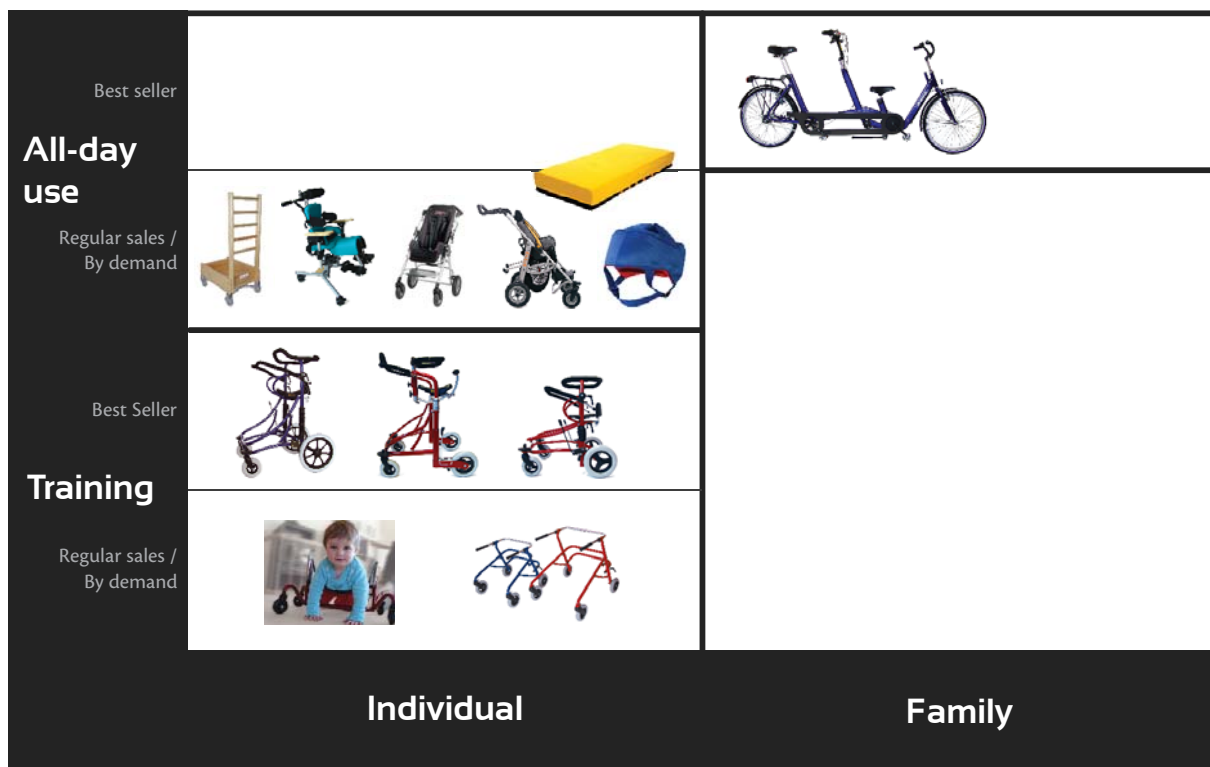 Best seller
All-day
use
Regular sales /
By demand
Best Seller
Training
Regular sales /
By demand
Individual
Family